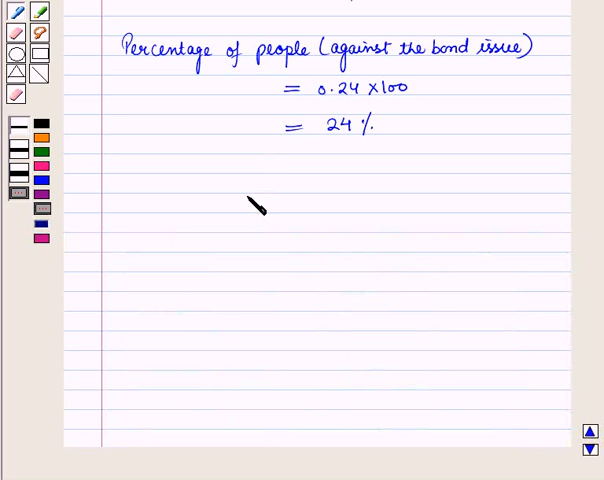 Percentage of people (against the bond issue)
= 0.24 × 100
= 24 %.